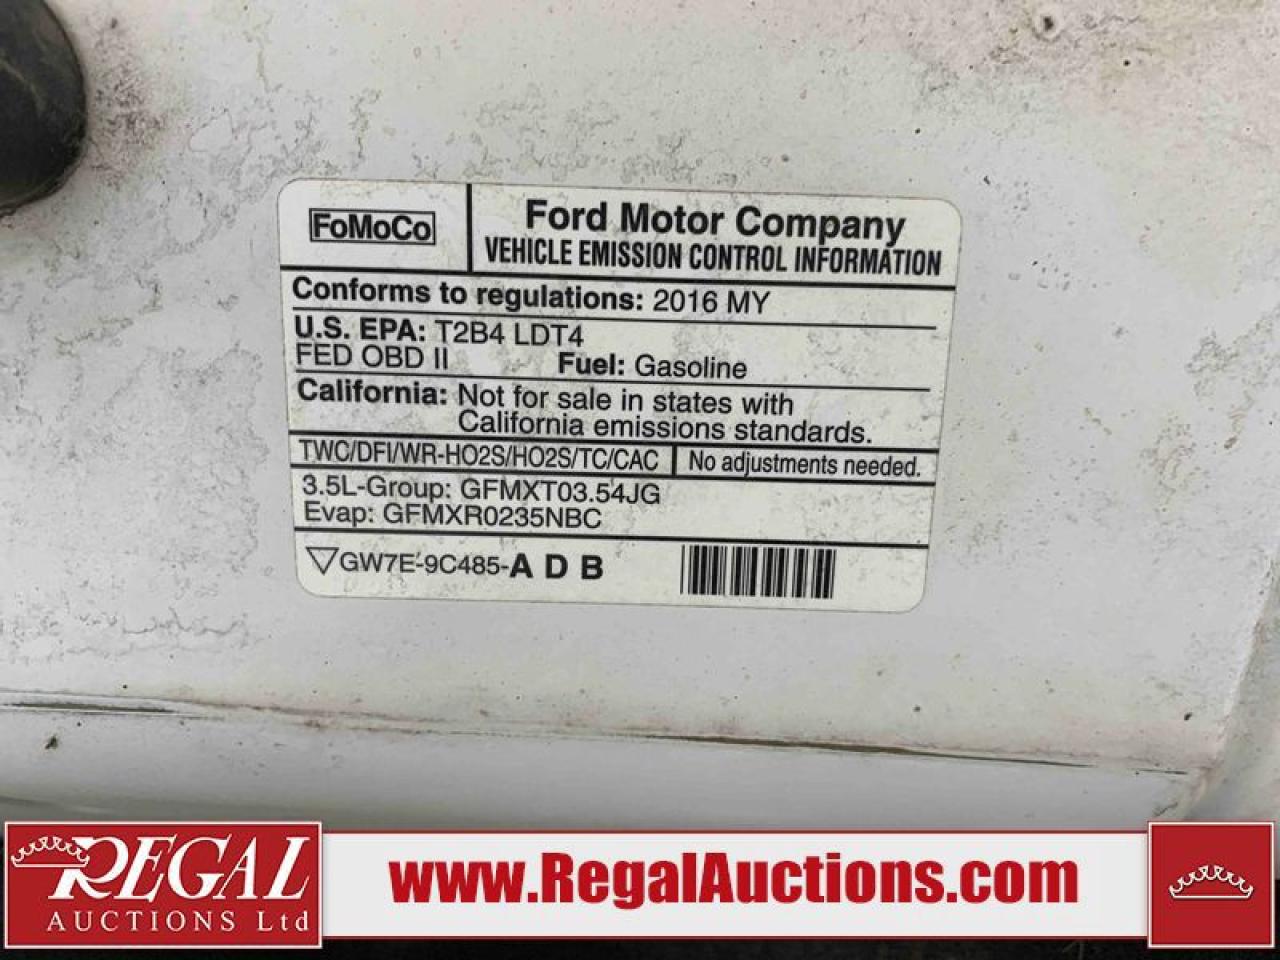 FoMoCo
Ford Motor Company
VEHICLE EMISSION CONTROL INFORMATION
Conforms to regulations: 2016 MY
U.S. EPA: T2B4 LDT4
FED OBD II Fuel: Gasoline
California: Not for sale in states with
California emissions standards.
TWC/DFI/WR-HO2S/HO2S/TC/CAC No adjustments needed.
3.5L-Group: GFMXT03.54JG
Evap: GFMXR0235NBC
GW7E-9C485-A D B
REGAL
AUCTIONS Ltd
www.RegalAuctions.com